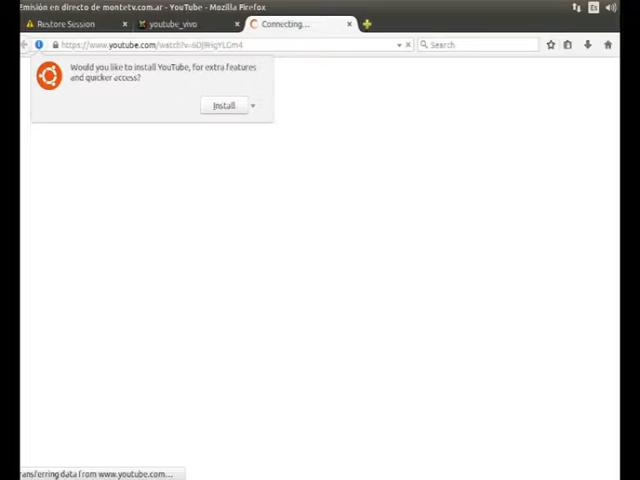 Emisión en directo de montetv.com.ar - YouTube - Mozilla Firefox
Es
Restore Session
youtube_vivo
Connecting...
Search
Would you like to install YouTube, for extra features
and quicker access?
Install
ansferring data from www.youtube.com...